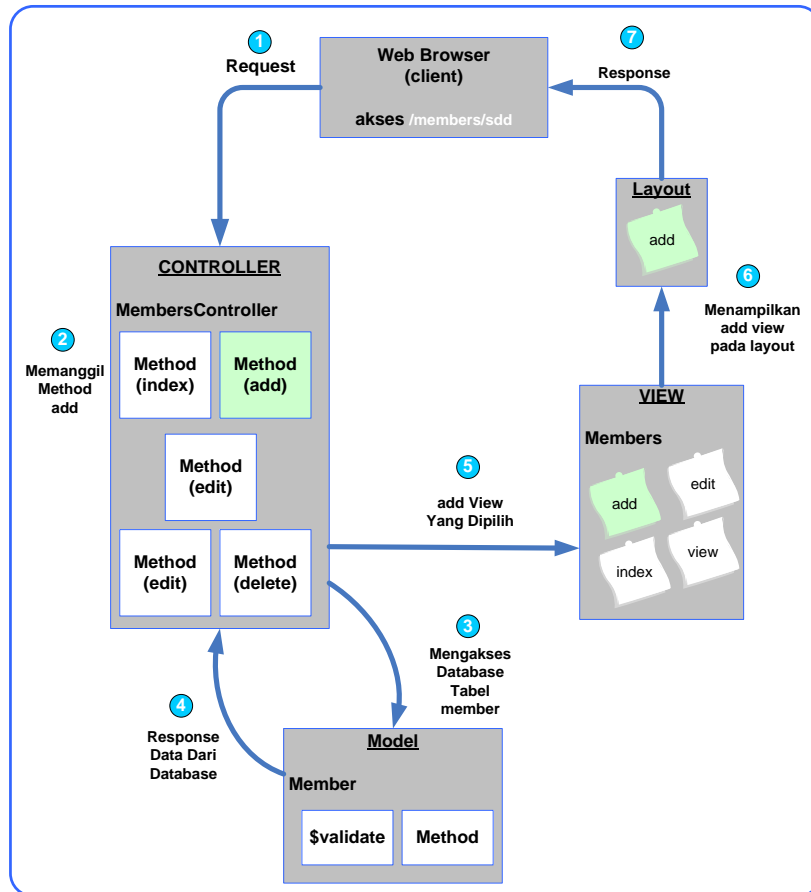 1
Request
Web Browser
(client)
akses /members/sdd
7
Response
Layout
add
6
Menampilkan
add view
pada layout
CONTROLLER
MembersController
2
Memanggil
Method
add
Method
(index)
Method
(add)
Method
(edit)
Method
(edit)
Method
(delete)
5
add View
Yang Dipilih
VIEW
Members
add
edit
index
view
3
Mengakses
Database
Tabel
member
4
Response
Data Dari
Database
Model
Member
$validate
Method